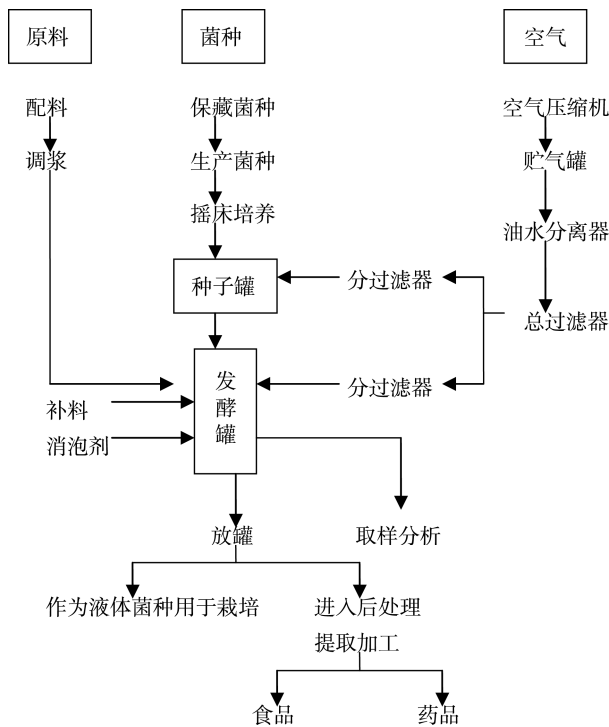 原料 菌种 空气
配料 保藏菌种 空气压缩机
调浆 生产菌种 贮气罐
摇床培养 油水分离器
种子罐 分过滤器
总过滤器
发酵罐 分过滤器
补料
消泡剂
放罐 取样分析
作为液体菌种用于栽培 进入后处理
提取加工
食品 药品